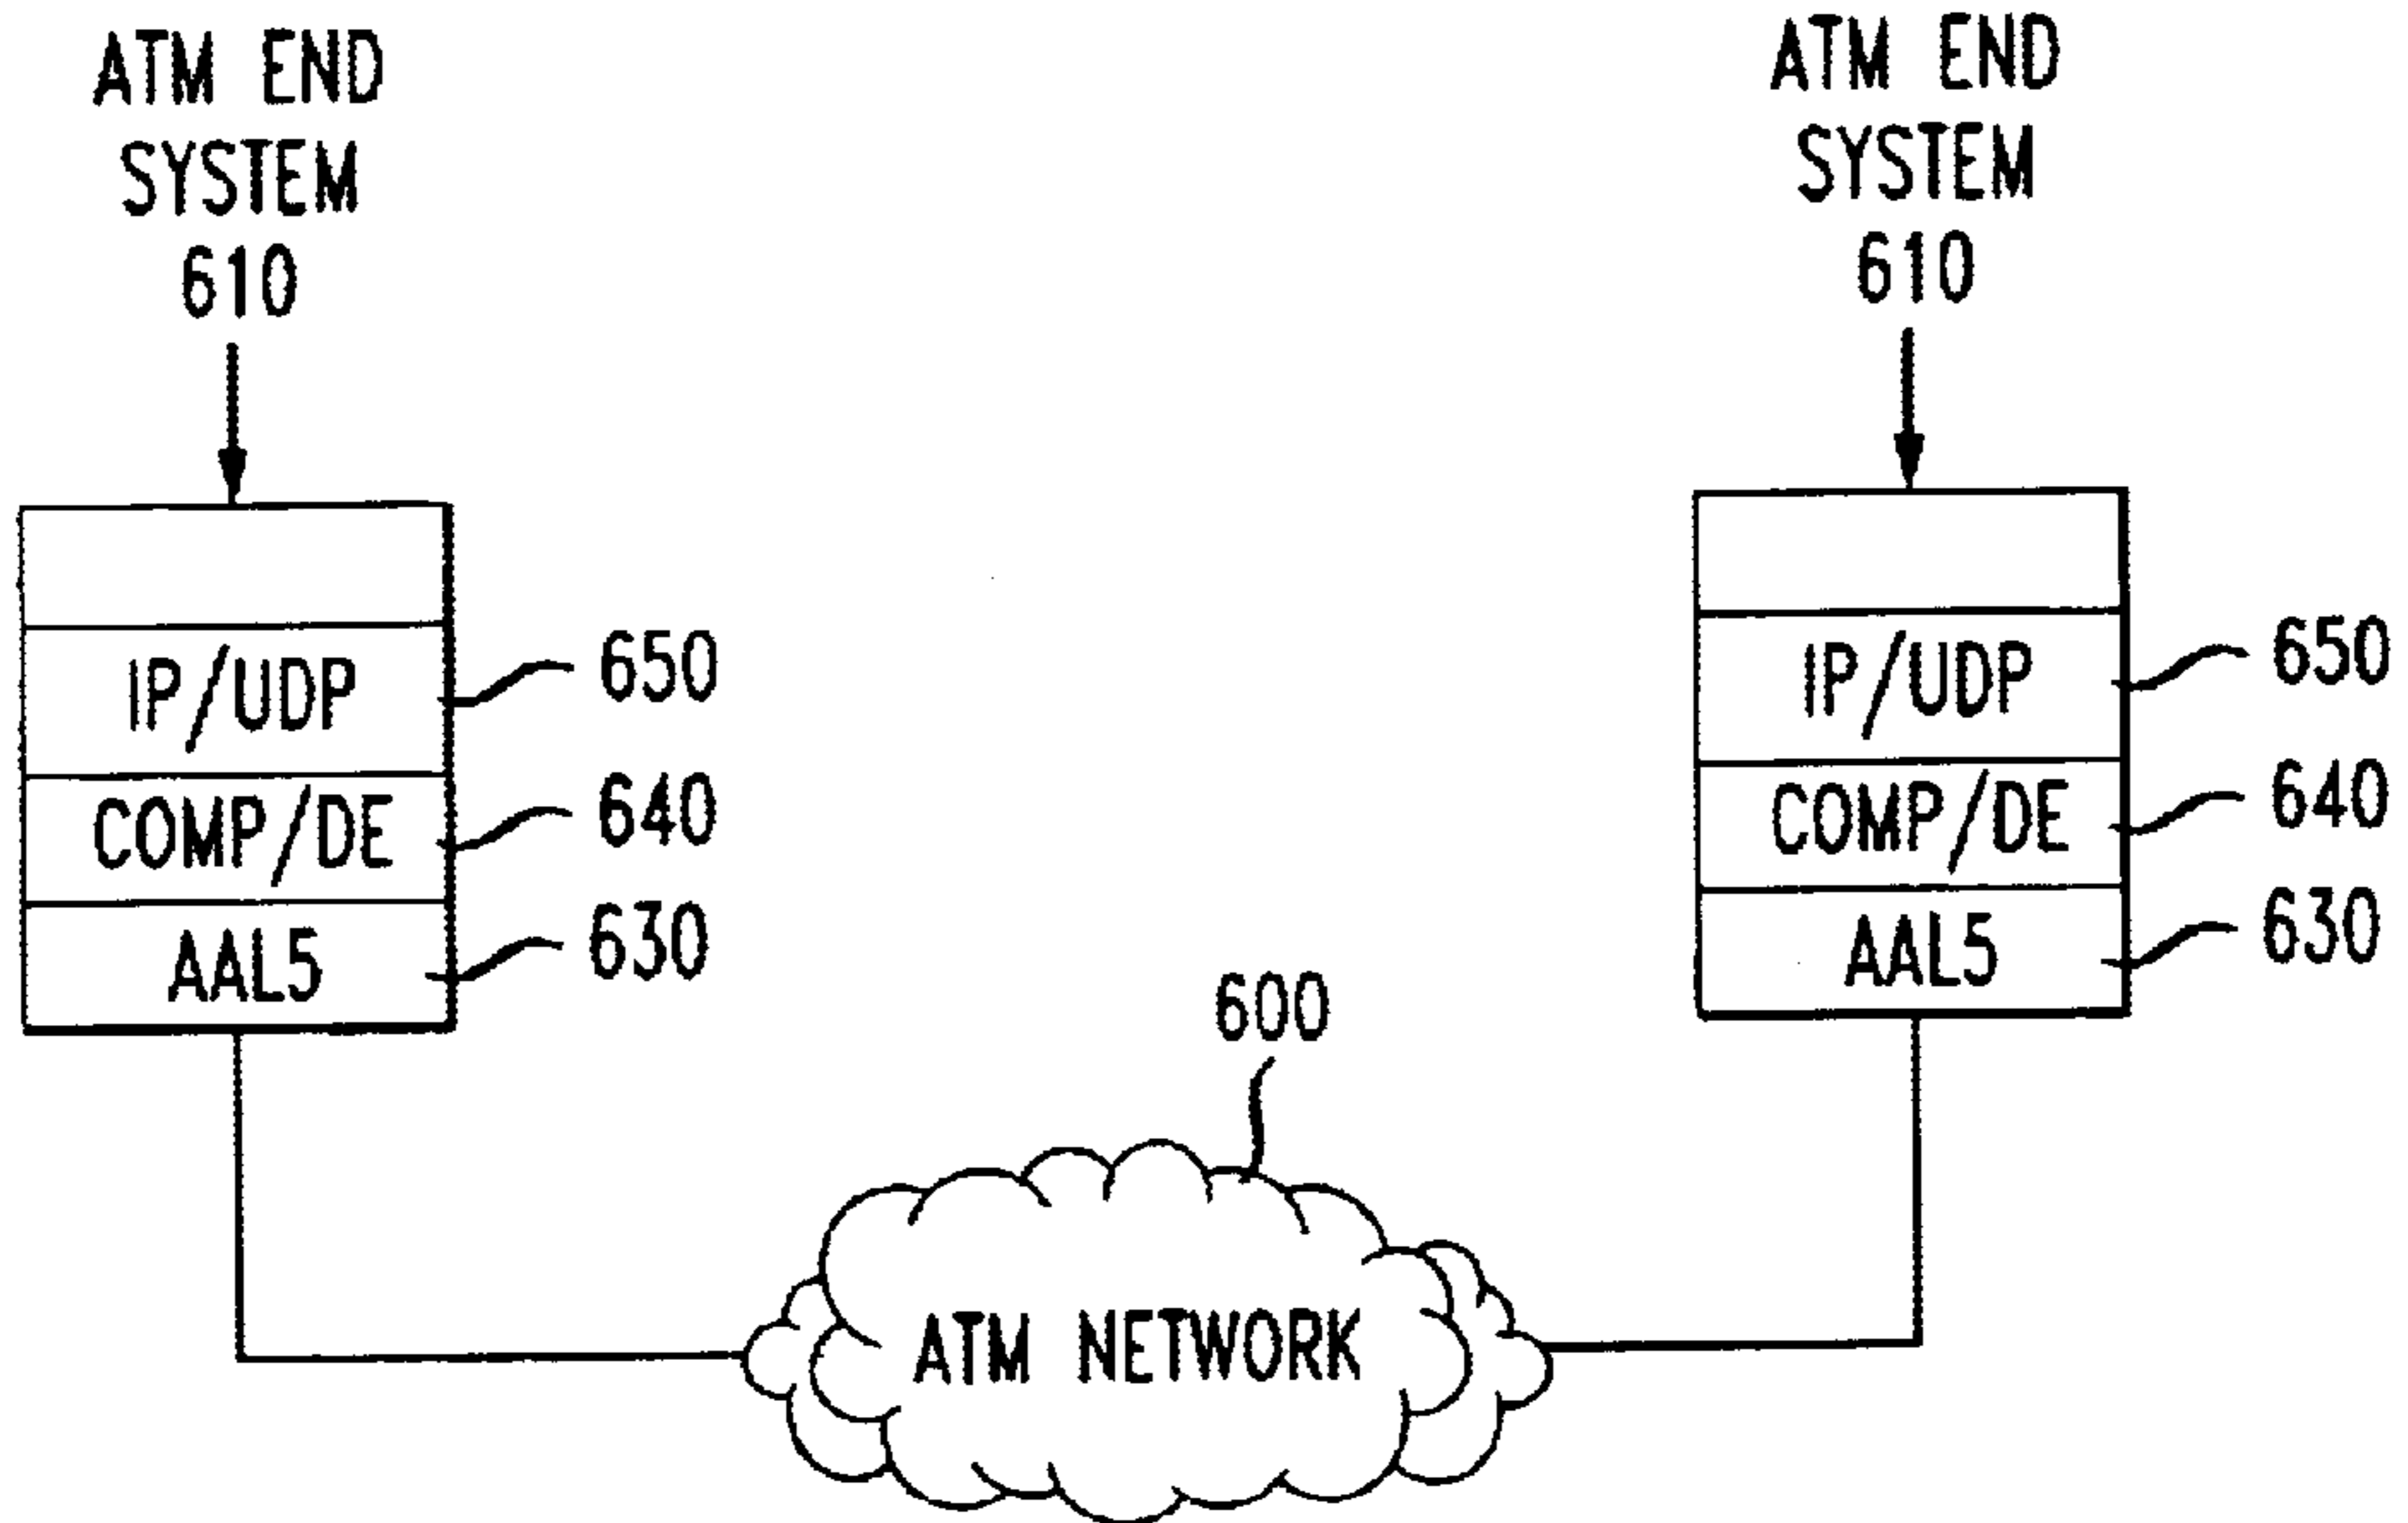 ATM END
SYSTEM
610
IP/UDP
650
COMP/DE
640
AAL5
630
ATM END
SYSTEM
610
IP/UDP
650
COMP/DE
640
AAL5
630
600
ATM NETWORK